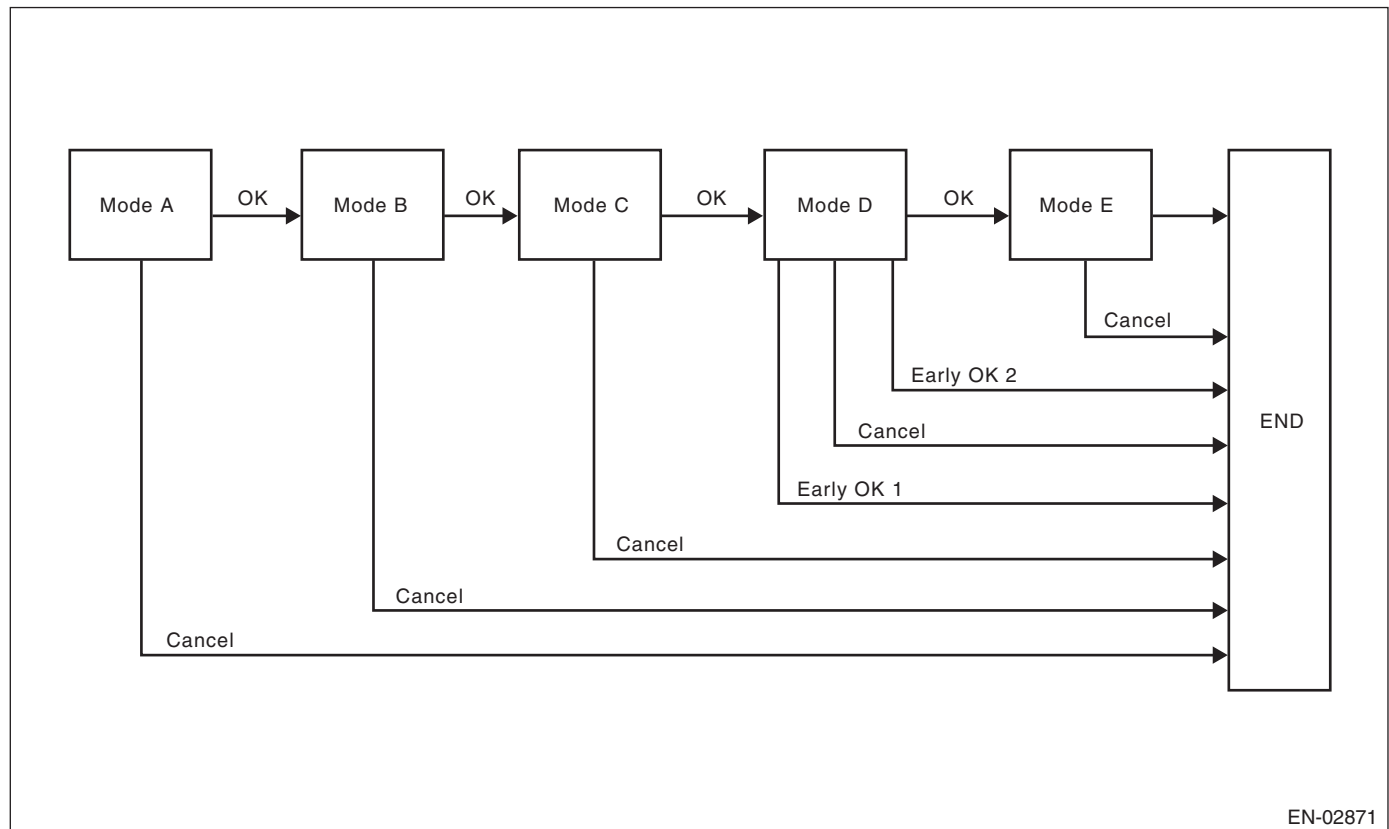 Mode A
OK
Mode B
OK
Mode C
OK
Mode D
OK
Mode E
Cancel
Early OK 2
END
Cancel
Early OK 1
Cancel
Cancel
Cancel
EN-02871